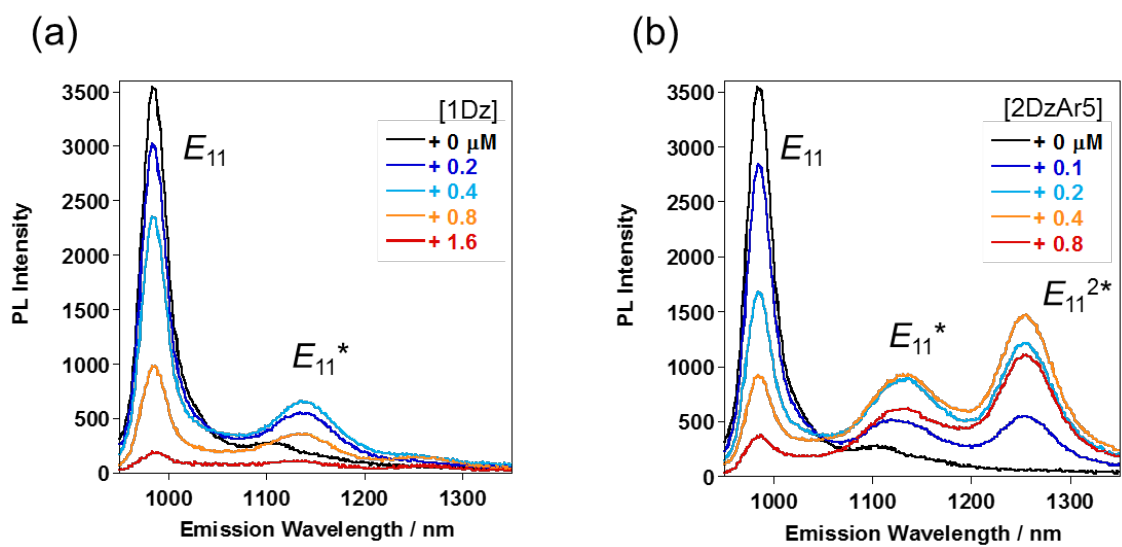 (a)
PL Intensity
3500
3000
2500
2000
1500
1000
500
0
E11
E11*
[1Dz]
+ 0 μM
+ 0.2
+ 0.4
+ 0.8
+ 1.6
1000 1100 1200 1300
Emission Wavelength / nm
(b)
PL Intensity
3500
3000
2500
2000
1500
1000
500
0
E11
E11*
E112*
[2DzAr5]
+ 0 μM
+ 0.1
+ 0.2
+ 0.4
+ 0.8
1000 1100 1200 1300
Emission Wavelength / nm